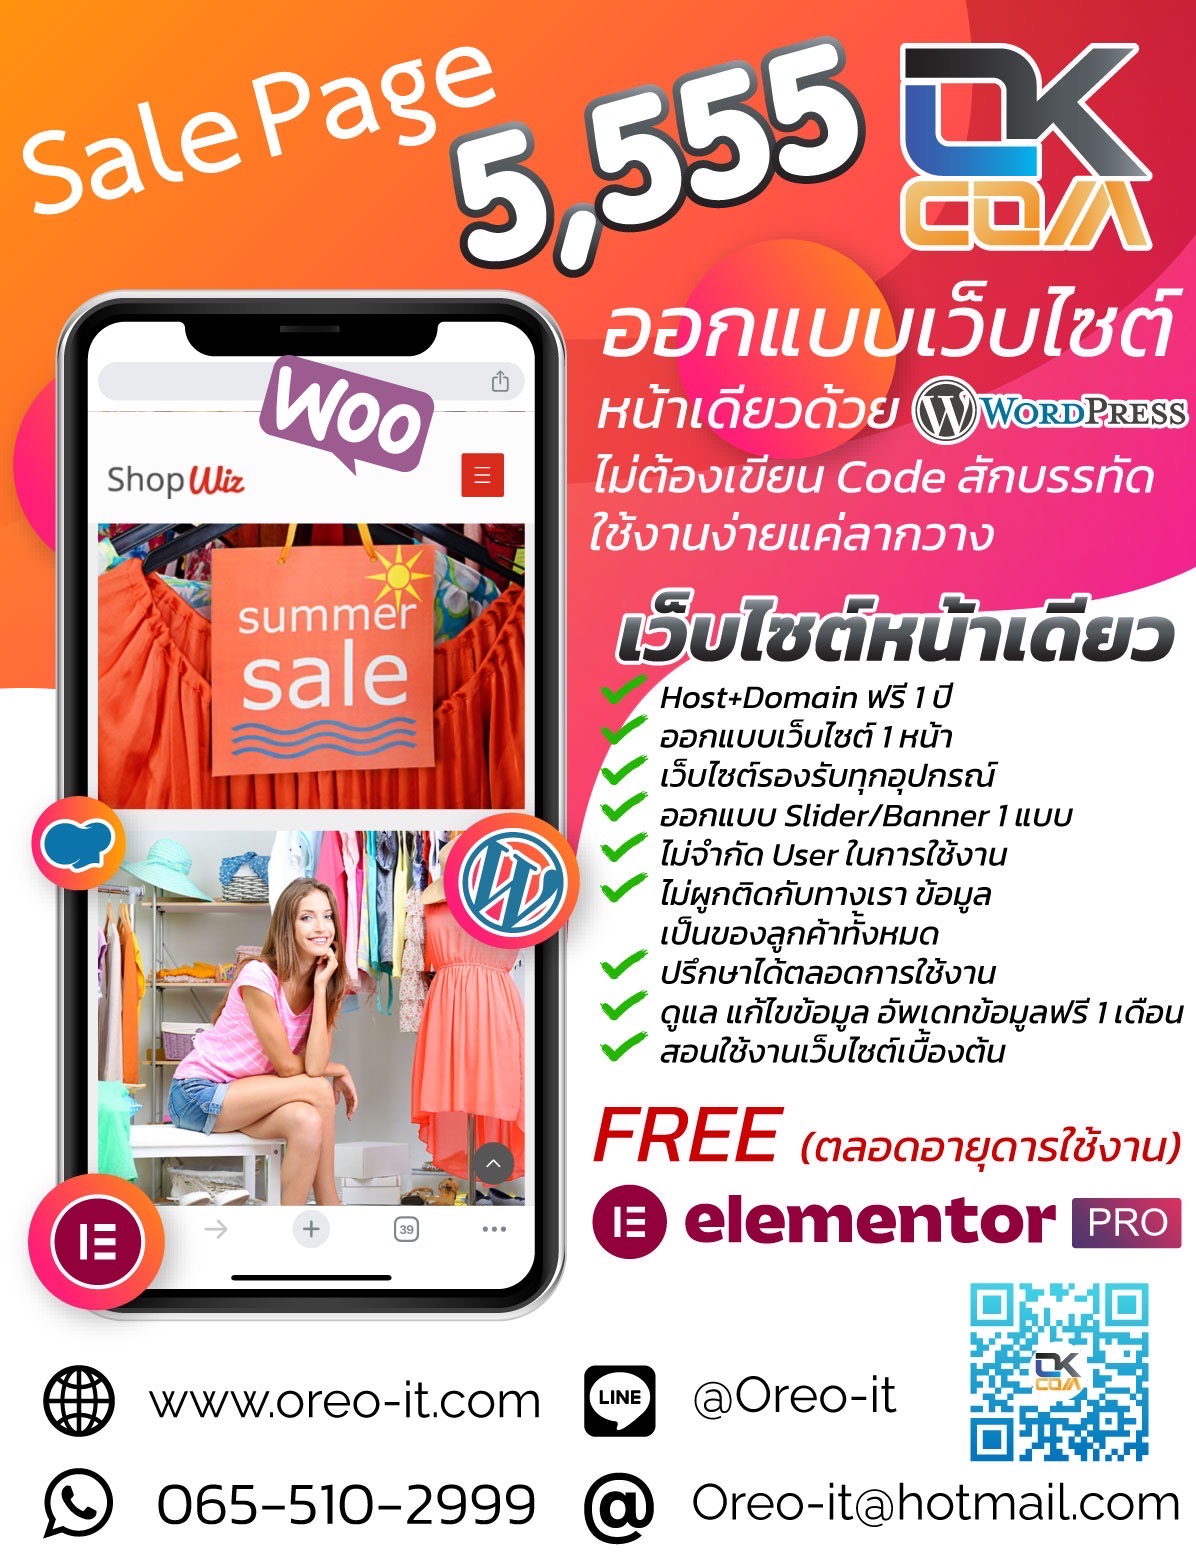 Sale Page
5,555
DK
COM
ออกแบบเว็บไซต์
หน้าเดียวด้วย WORDPRESS
ไม่ต้องเขียน Code สักบรรทัด
ใช้งานง่ายแค่ลากวาง
Woo
Shop Wiz
summer
sale
39
เว็บไซต์หน้าเดียว
Host+Domain ฟรี 1 ปี
ออกแบบเว็บไซต์ 1 หน้า
เว็บไซต์รองรับทุกอุปกรณ์
ออกแบบ Slider/Banner 1 แบบ
ไม่จำกัด User ในการใช้งาน
ไม่ผูกติดกับทางเรา ข้อมูล
เป็นของลูกค้าทั้งหมด
ปรึกษาได้ตลอดการใช้งาน
ดูแล แก้ไขข้อมูล อัพเดทข้อมูลฟรี 1 เดือน
สอนใช้งานเว็บไซต์เบื้องต้น
FREE (ตลอดอายุดารใช้งาน)
elementor PRO
DK
COM
www.oreo-it.com
LINE @Oreo-it
065-510-2999
@ Oreo-it@hotmail.com